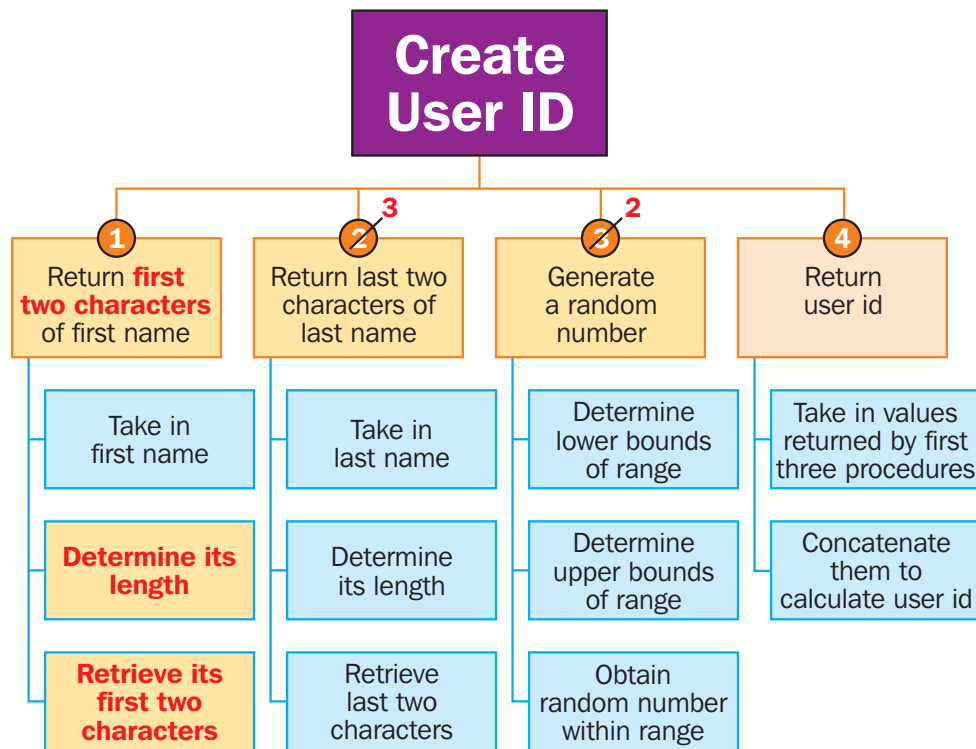 Create
User ID
1
2
3
3
2
4
Return first
two characters
of first name
Return last two
characters of
last name
Generate
a random
number
Return
user id
Take in
first name
Determine its
length
Retrieve its
first two
characters
Take in
last name
Determine
its length
Retrieve
last two
characters
Determine
lower bounds
of range
Determine
upper bounds
of range
Obtain
random number
within range
Take in values
returned by first
three procedures
Concatenate
them to
calculate user id